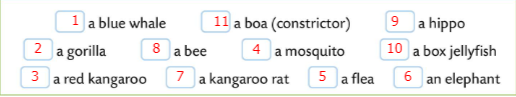 1 a blue whale 11 a boa (constrictor) 9 a hippo
2 a gorilla 8 a bee 4 a mosquito 10 a box jellyfish
3 a red kangaroo 7 a kangaroo rat 5 a flea 6 an elephant